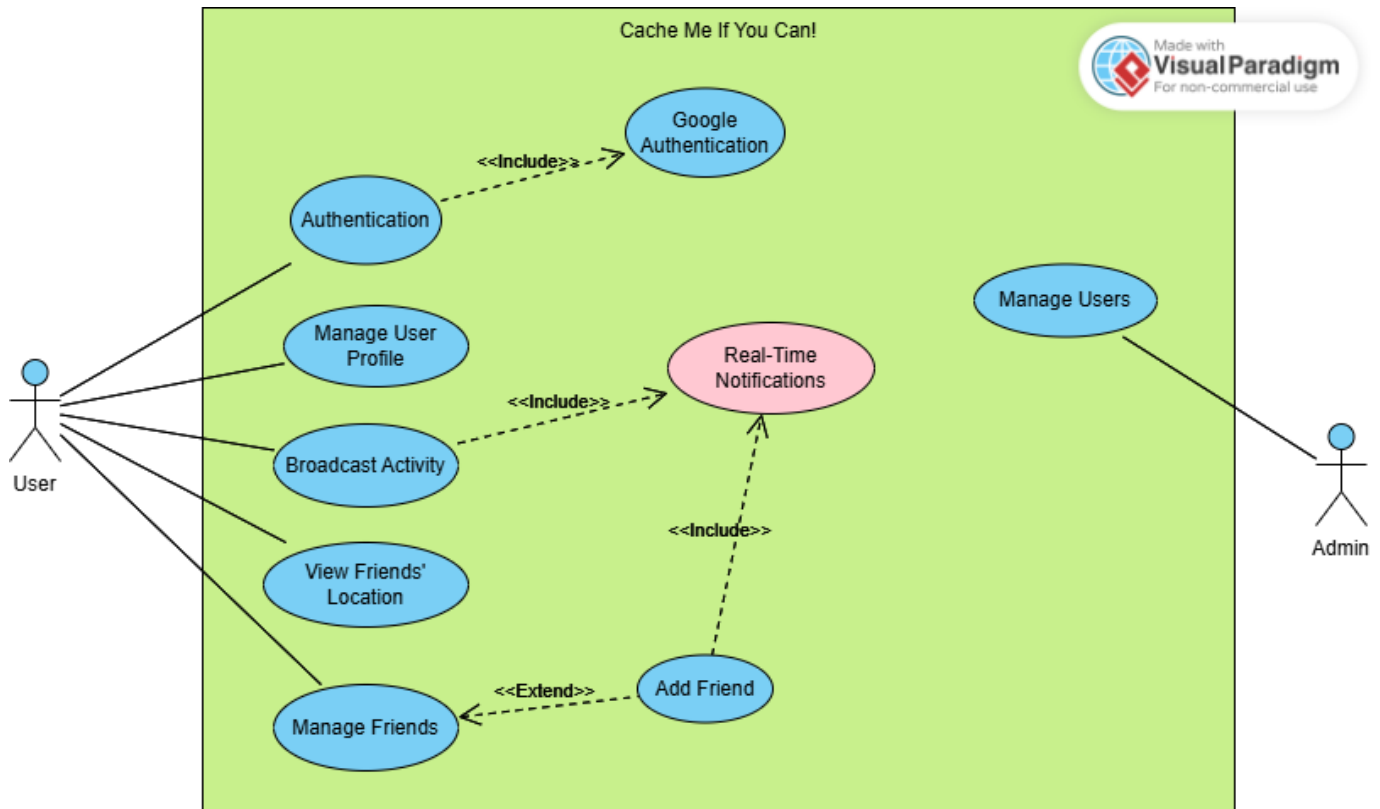 Cache Me If You Can!
Made with
Visual Paradigm
For non-commercial use
Google
Authentication
<<Include>>
Authentication
Manage Users
Manage User
Profile
Real-Time
Notifications
<<Include>>
Broadcast Activity
User
<<Include>>
Admin
View Friends'
Location
<<Extend>>
Add Friend
Manage Friends